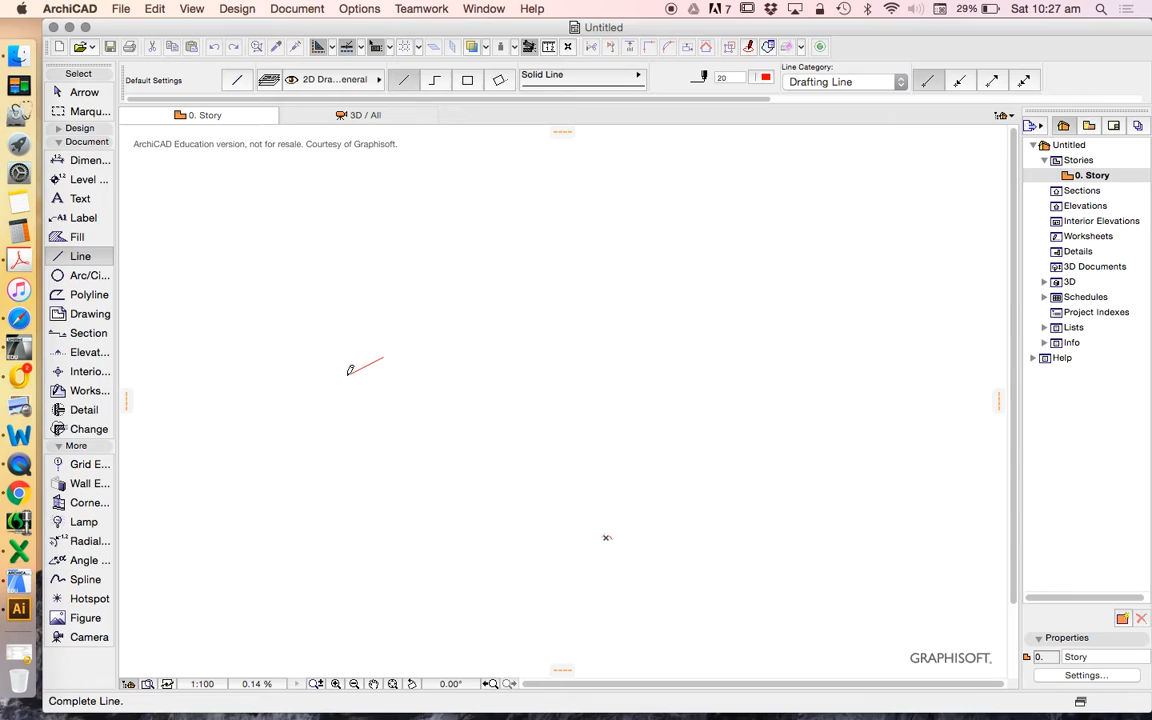 ArchiCAD File Edit View Design Document Options Teamwork Window Help
7 29% Sat 10:27 am
Untitled
Default Settings
2D Dra...eneral
Solid Line
20
Line Category:
Drafting Line
Select
Arrow
Marqu...
Design
Document
Dimen...
Level ...
Text
A1 Label
Fill
Line
Arc/Ci...
Polyline
Drawing
Section
Elevat...
Interio...
Works...
Detail
Change
More
Grid E...
Wall E...
Corne...
Lamp
Radial...
Angle ...
Spline
Hotspot
Figure
Camera
0. Story
3D / All
ArchiCAD Education version, not for resale. Courtesy of Graphisoft.
GRAPHISOFT.
Untitled
Stories
0. Story
Sections
Elevations
Interior Elevations
Worksheets
Details
3D Documents
3D
Schedules
Project Indexes
Lists
Info
Help
Properties
0. Story
Settings...
1:100 0.14 % 0.00°
Complete Line.